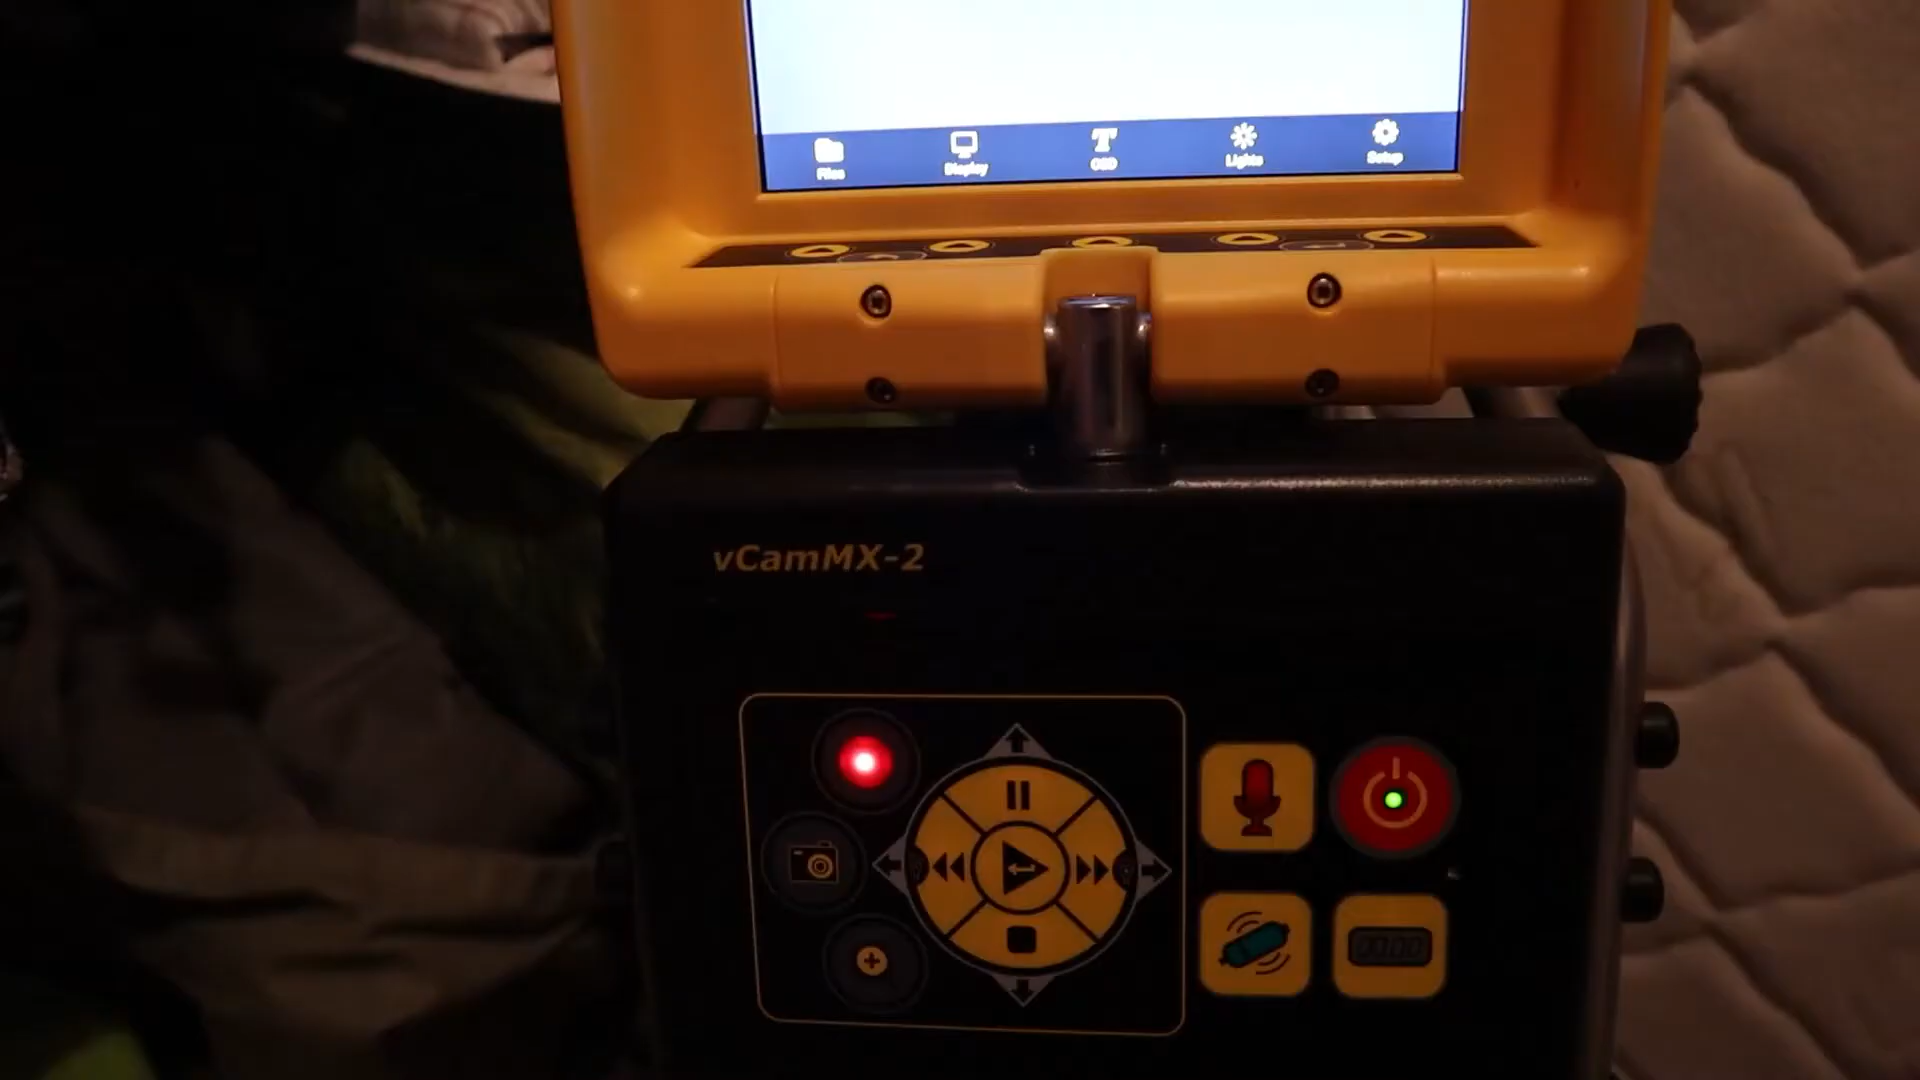 Files
Display
OSD
Lights
Setup
vCamMX-2